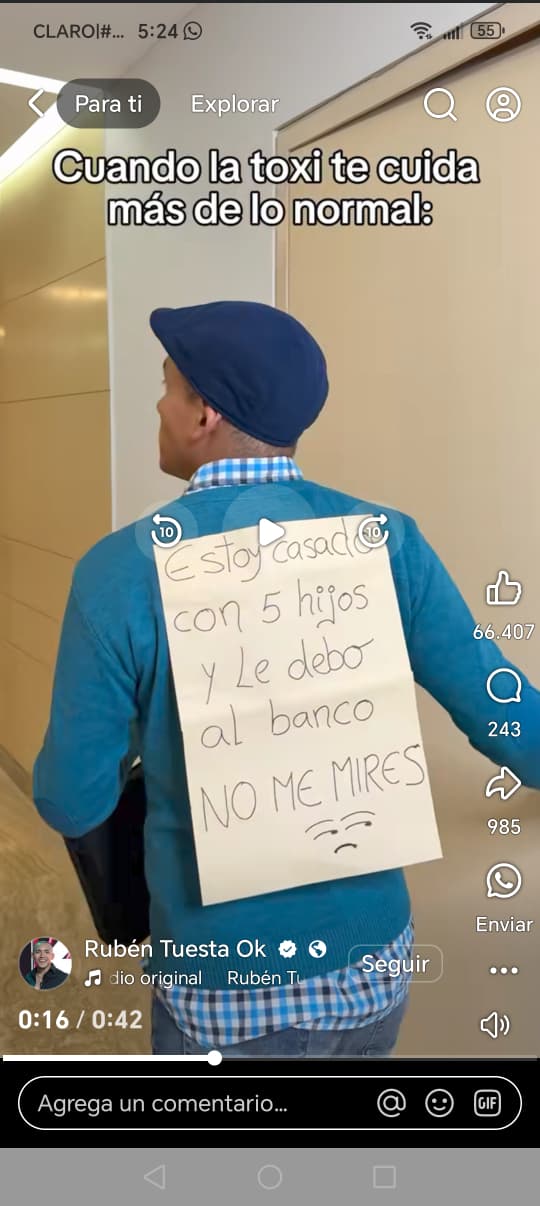 CLARO|#... 5:24 55
Para ti Explorar
Cuando la toxi te cuida
más de lo normal:
10 10
Estoy casado
con 5 hijos
y Le debo
al banco
NO ME MIRES
66.407
243
985
Enviar
Rubén Tuesta Ok
Seguir
dio original Rubén Tu
0:16 / 0:42
Agrega un comentario...
GIF